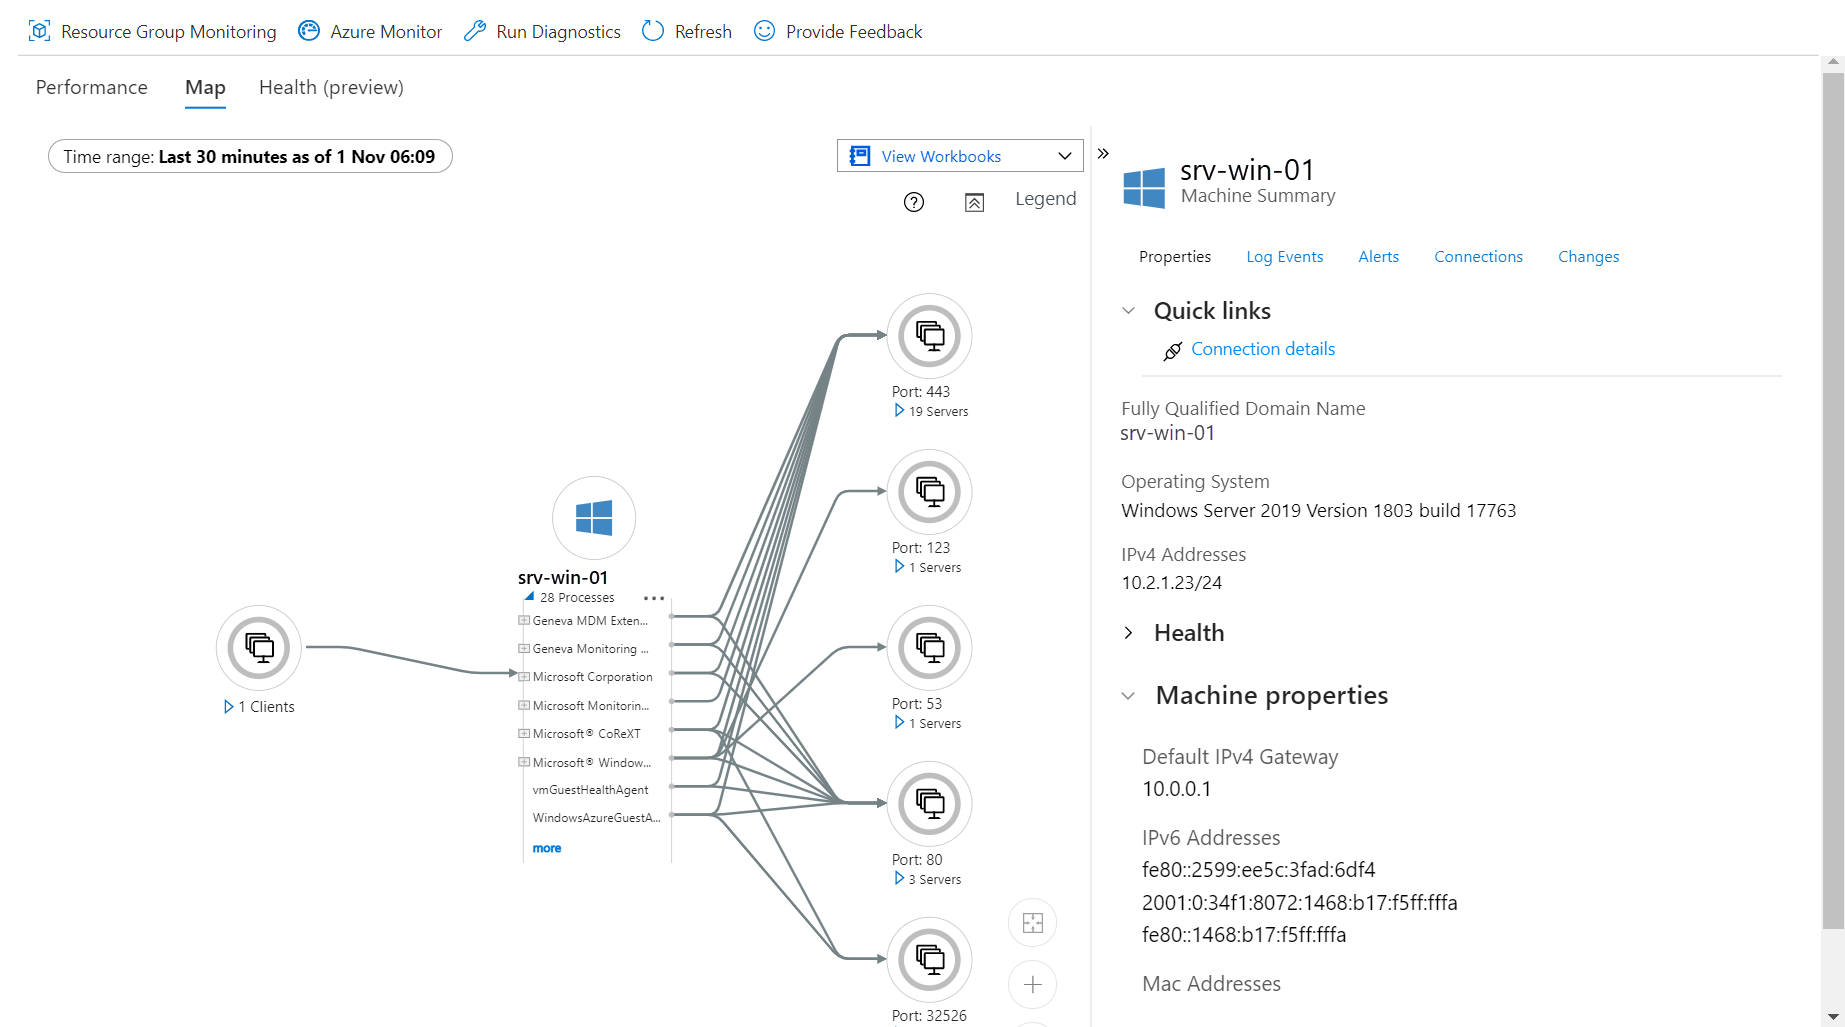 Resource Group Monitoring
Azure Monitor
Run Diagnostics
Refresh
Provide Feedback
Performance
Map
Health (preview)
Time range: Last 30 minutes as of 1 Nov 06:09
View Workbooks
Legend
Port: 443
19 Servers
Port: 123
1 Servers
srv-win-01
28 Processes
Geneva MDM Exten...
Geneva Monitoring ...
Microsoft Corporation
Microsoft Monitorin...
Microsoft® CoReXT
Microsoft® Window...
vmGuestHealthAgent
WindowsAzureGuestA...
more
1 Clients
Port: 53
1 Servers
Port: 80
3 Servers
Port: 32526
srv-win-01
Machine Summary
Properties
Log Events
Alerts
Connections
Changes
Quick links
Connection details
Fully Qualified Domain Name
srv-win-01
Operating System
Windows Server 2019 Version 1803 build 17763
IPv4 Addresses
10.2.1.23/24
Health
Machine properties
Default IPv4 Gateway
10.0.0.1
IPv6 Addresses
fe80::2599:ee5c:3fad:6df4
2001:0:34f1:8072:1468:b17:f5ff:fffa
fe80::1468:b17:f5ff:fffa
Mac Addresses